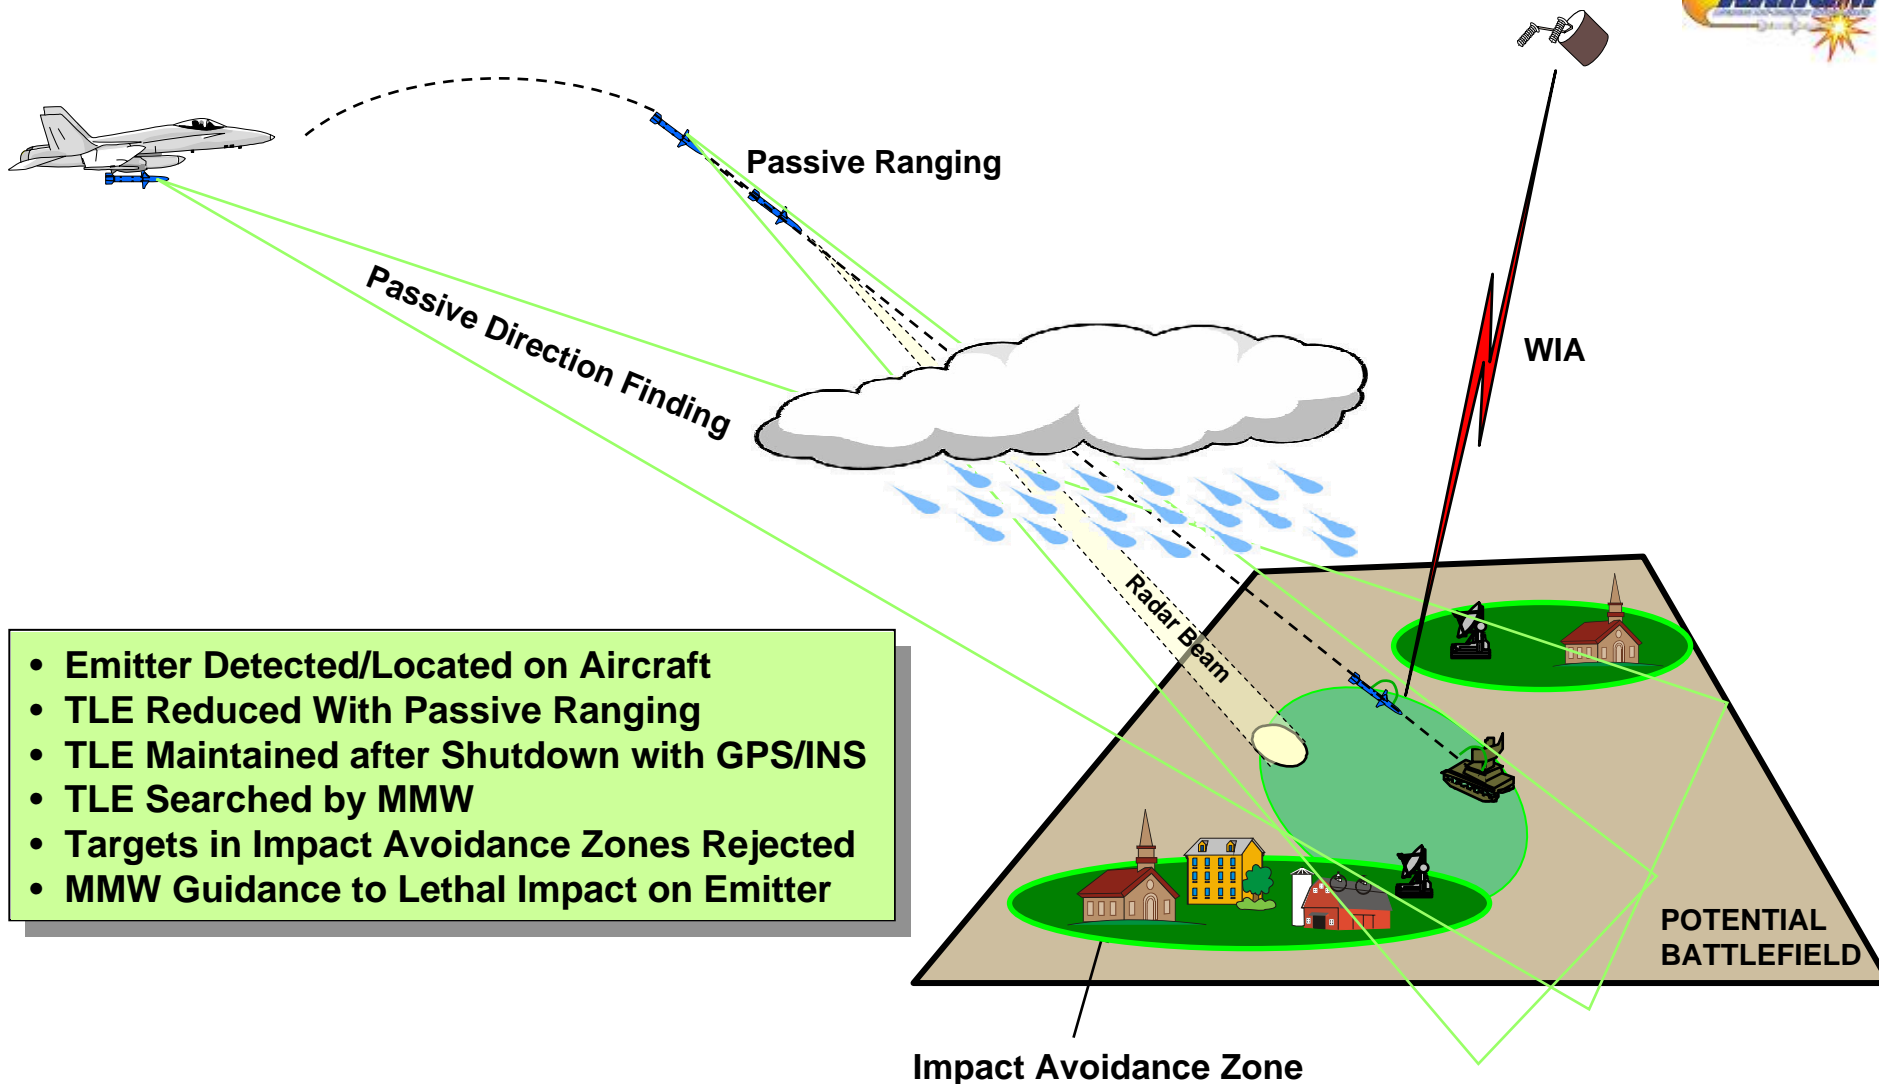 Passive Ranging
Passive Direction Finding
WIA
Radar Beam
• Emitter Detected/Located on Aircraft
• TLE Reduced With Passive Ranging
• TLE Maintained after Shutdown with GPS/INS
• TLE Searched by MMW
• Targets in Impact Avoidance Zones Rejected
• MMW Guidance to Lethal Impact on Emitter
POTENTIAL
BATTLEFIELD
Impact Avoidance Zone